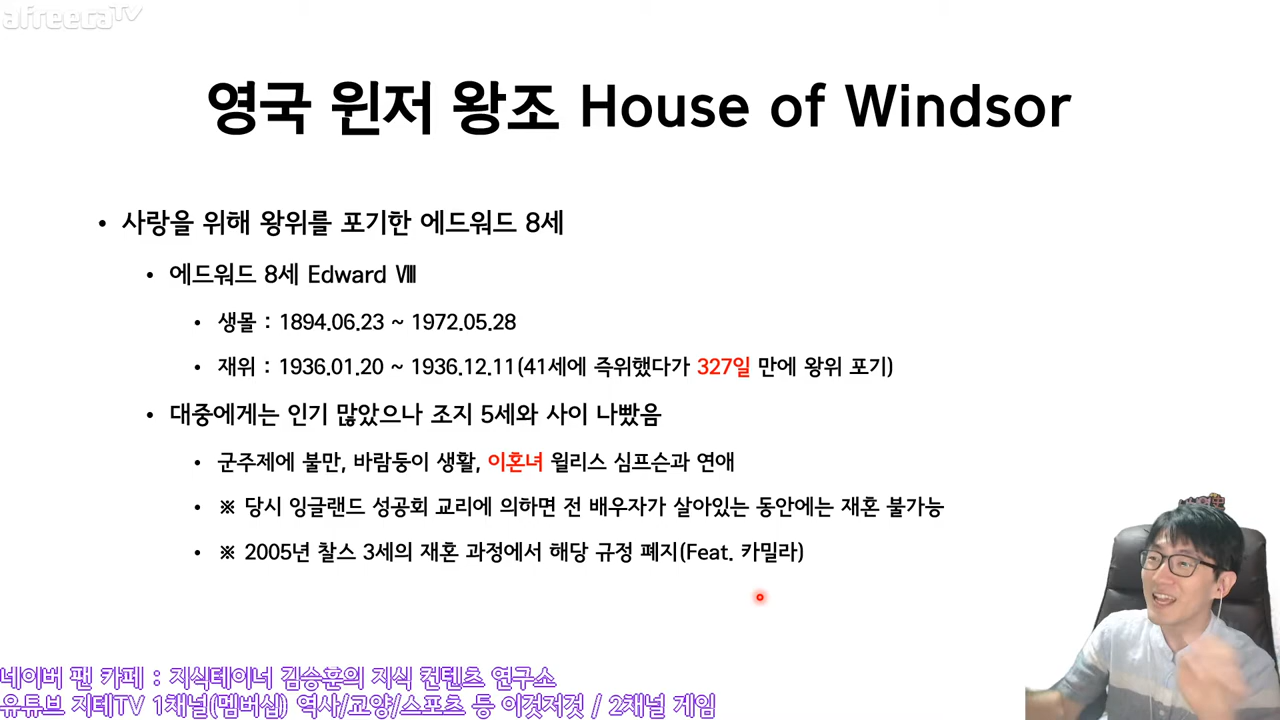 afreecaTV
영국 윈저 왕조 House of Windsor
• 사랑을 위해 왕위를 포기한 에드워드 8세
• 에드워드 8세 Edward Ⅷ
• 생몰 : 1894.06.23 ~ 1972.05.28
• 재위 : 1936.01.20 ~ 1936.12.11(41세에 즉위했다가 327일 만에 왕위 포기)
• 대중에게는 인기 많았으나 조지 5세와 사이 나빴음
• 군주제에 불만, 바람둥이 생활, 이혼녀 윌리스 심프슨과 연애
• ※ 당시 잉글랜드 성공회 교리에 의하면 전 배우자가 살아있는 동안에는 재혼 불가능
• ※ 2005년 찰스 3세의 재혼 과정에서 해당 규정 폐지(Feat. 카밀라)
네이버 팬 카페 : 지식테이너 김승훈의 지식 컨텐츠 연구소
유튜브 지테TV 1채널(멤버십) 역사/교양/스포츠 등 이것저것 / 2채널 게임